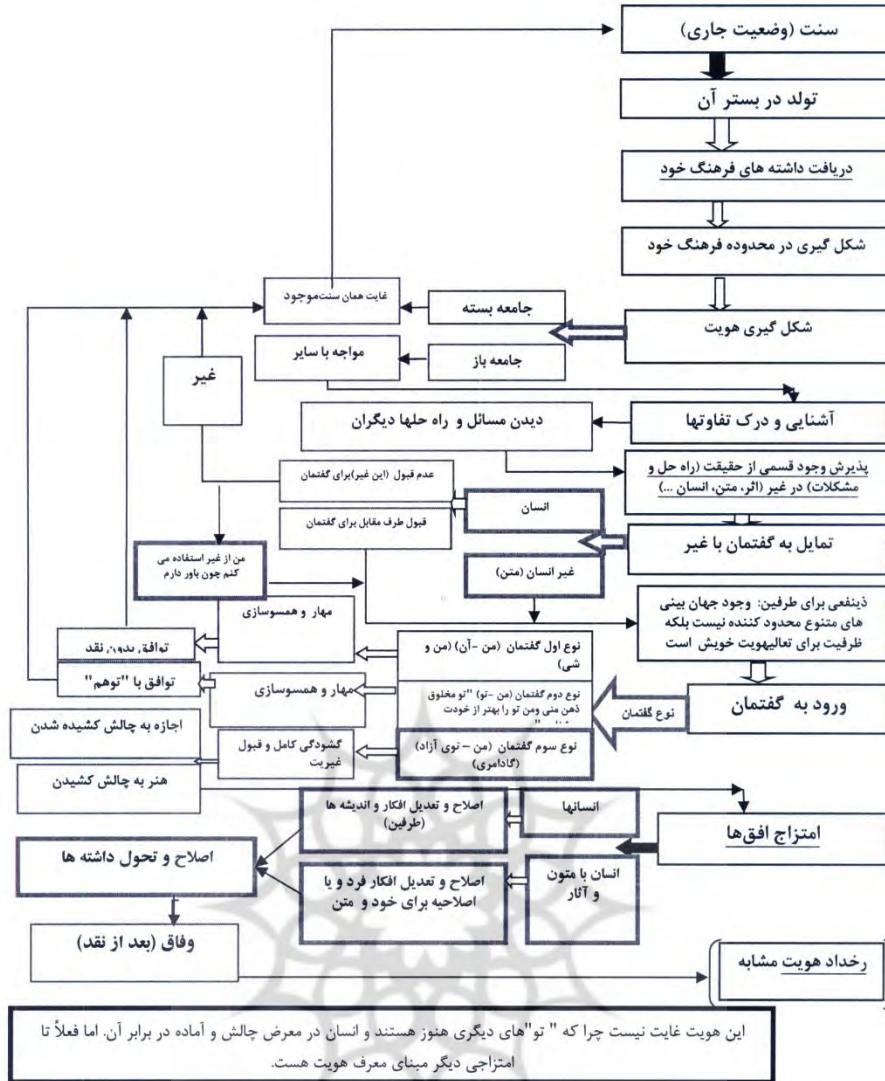 سنت (وضعیت جاری)
تولد در بستر آن
دریافت داشته های فرهنگ خود
شکل گیری در محدوده فرهنگ خود
شکل گیری هویت
جامعه بسته
غایت همان سنت موجود
جامعه باز
مواجه با سایر
غیر
آشنایی و درک تفاوتها
دیدن مسائل و راه حلها دیگران
پذیرش وجود قسمی از حقیقت (راه حل و
مشکلات) در غیر (اثر، متن، انسان ...)
تمایل به گفتمان با غیر
انسان
عدم قبول (این غیر)برای گفتمان
قبول طرف مقابل برای گفتمان
غیر انسان (متن)
من از غیر استفاده می
کنم چون باور دارم
ذینفعی برای طرفین: وجود جهان بینی
های متنوع محدود کننده نیست بلکه
ظرفیت برای تعالیهویت خویش است
ورود به گفتمان
نوع گفتمان
نوع اول گفتمان (من -آن) (من و
شی)
مهار و همسوسازی
توافق بدون نقد
نوع دوم گفتمان (من -تو) "تو مخلوق
ذهن منی ومن تو را بهتر از خودت
مهار و همسوسازی
توافق با "توهم"
نوع سوم گفتمان (من – توی آزاد)
(گادامری)
گشودگی کامل و قبول
غیریت
اجازه به چالش کشیده شدن
هنر به چالش کشیدن
امتزاج افق‌ها
انسانها
اصلاح و تعدیل افکار و اندیشه ها
(طرفین)
انسان با متون
و آثار
اصلاح و تعدیل افکار فرد و یا
اصلاحیه برای خود و متن
اصلاح و تحول داشته ها
وفاق (بعد از نقد)
رخداد هویت مشابه
این هویت غایت نیست چرا که " تو"های دیگری هنوز هستند و انسان در معرض چالش و آماده در برابر آن. اما فعلاً تا
امتزاجی دیگر مبنای معرف هویت هست.